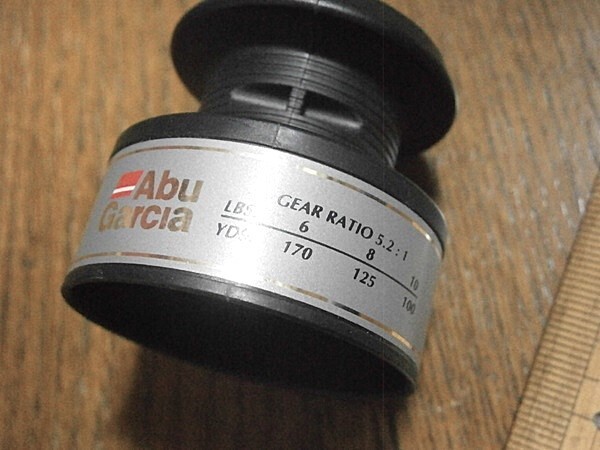 Abu
Garcia
GEAR RATIO 5.2 : 1
LBS. 6 8 10
YDS. 170 125 100